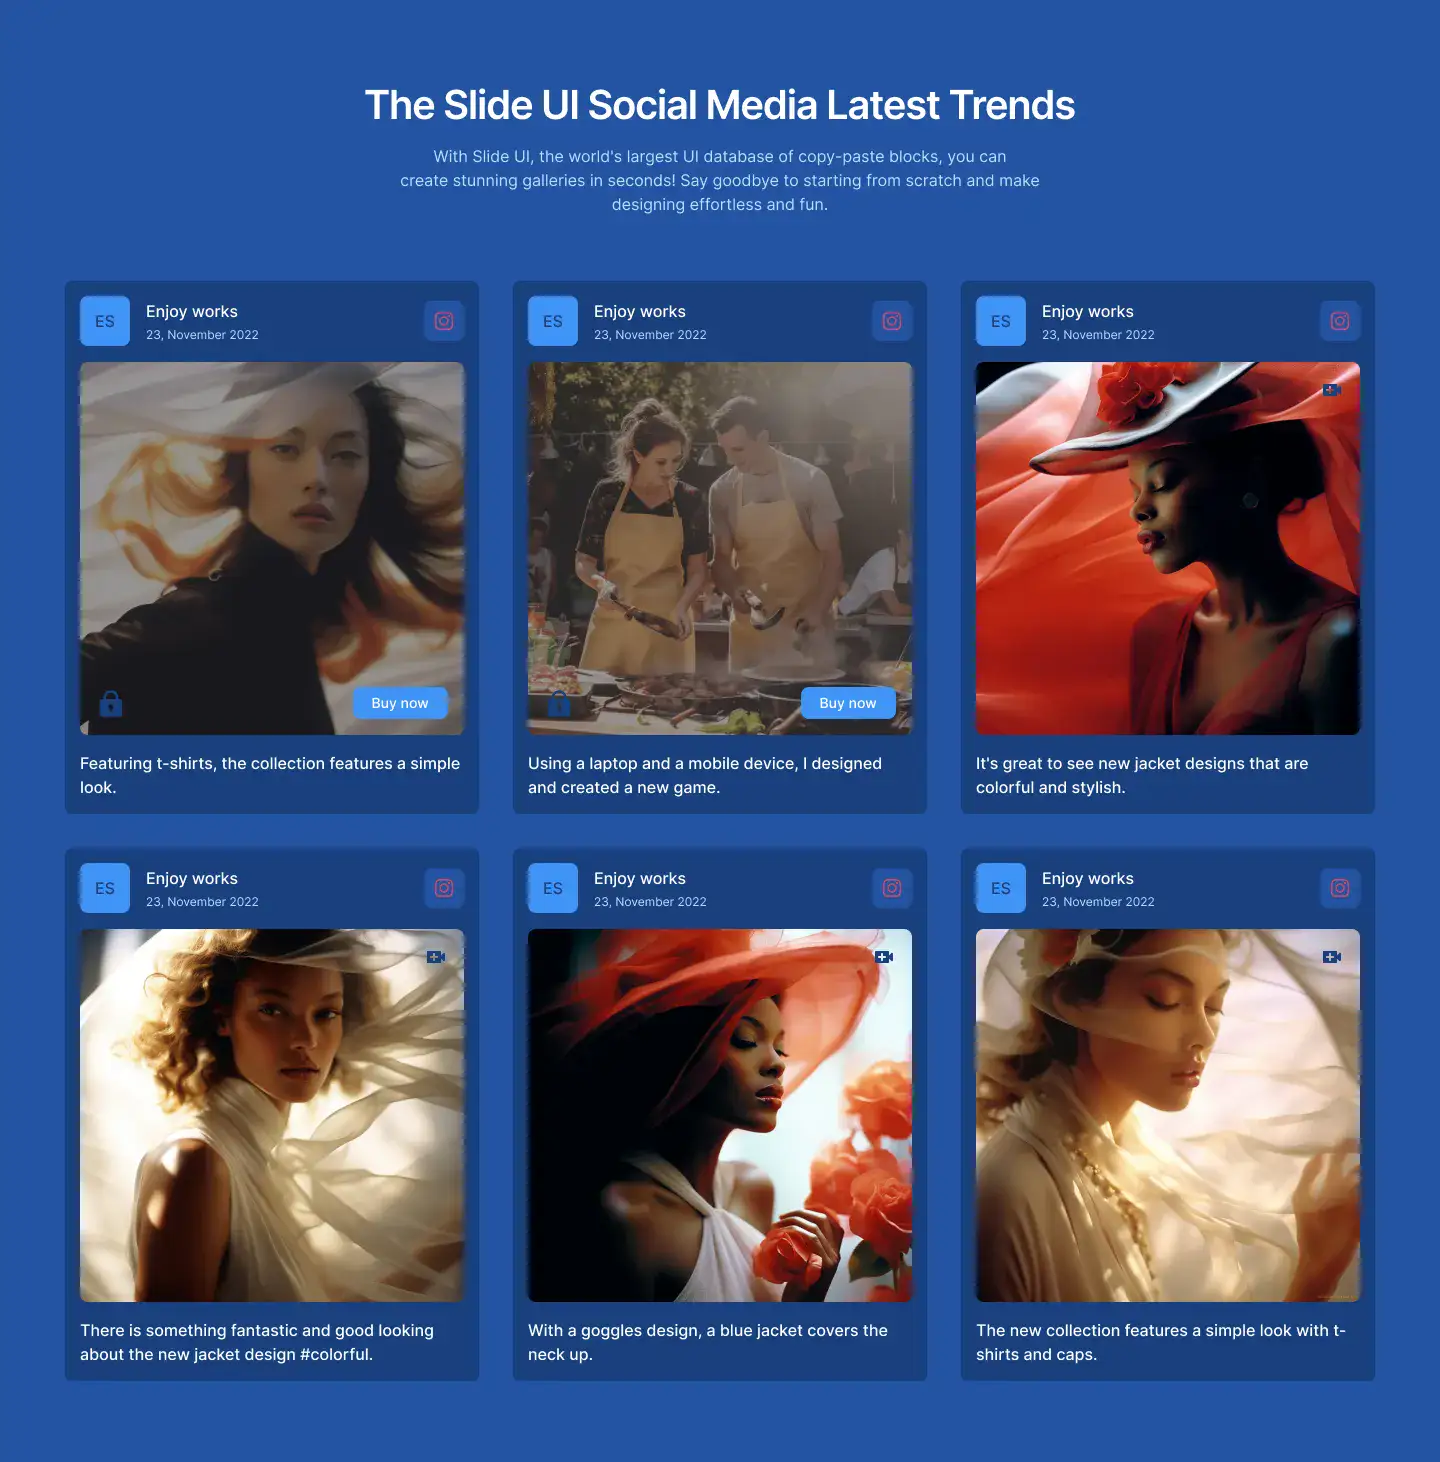 The Slide UI Social Media Latest Trends
With Slide UI, the world's largest UI database of copy-paste blocks, you can
create stunning galleries in seconds! Say goodbye to starting from scratch and make
designing effortless and fun.
ES
Enjoy works
23, November 2022
Buy now
Featuring t-shirts, the collection features a simple
look.
ES
Enjoy works
23, November 2022
Buy now
Using a laptop and a mobile device, I designed
and created a new game.
ES
Enjoy works
23, November 2022
It's great to see new jacket designs that are
colorful and stylish.
ES
Enjoy works
23, November 2022
There is something fantastic and good looking
about the new jacket design #colorful.
ES
Enjoy works
23, November 2022
With a goggles design, a blue jacket covers the
neck up.
ES
Enjoy works
23, November 2022
The new collection features a simple look with t-
shirts and caps.